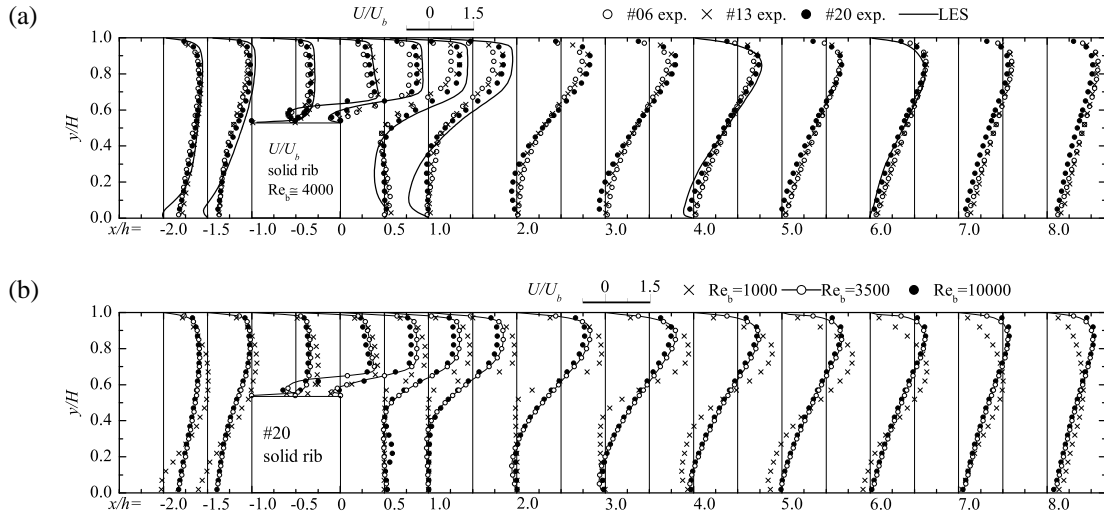 (a)
U/U_b 0 1.5 ○ #06 exp. × #13 exp. ● #20 exp. — LES
1.0
0.8
0.6
0.4
0.2
0.0
y/H
U/U_b
solid rib
Re_b ≅ 4000
x/h= -2.0 -1.5 -1.0 -0.5 0 0.5 1.0 2.0 3.0 4.0 5.0 6.0 7.0 8.0
(b)
U/U_b 0 1.5 × Re_b=1000 —○— Re_b=3500 ● Re_b=10000
1.0
0.8
0.6
0.4
0.2
0.0
y/H
#20
solid rib
x/h= -2.0 -1.5 -1.0 -0.5 0 0.5 1.0 2.0 3.0 4.0 5.0 6.0 7.0 8.0